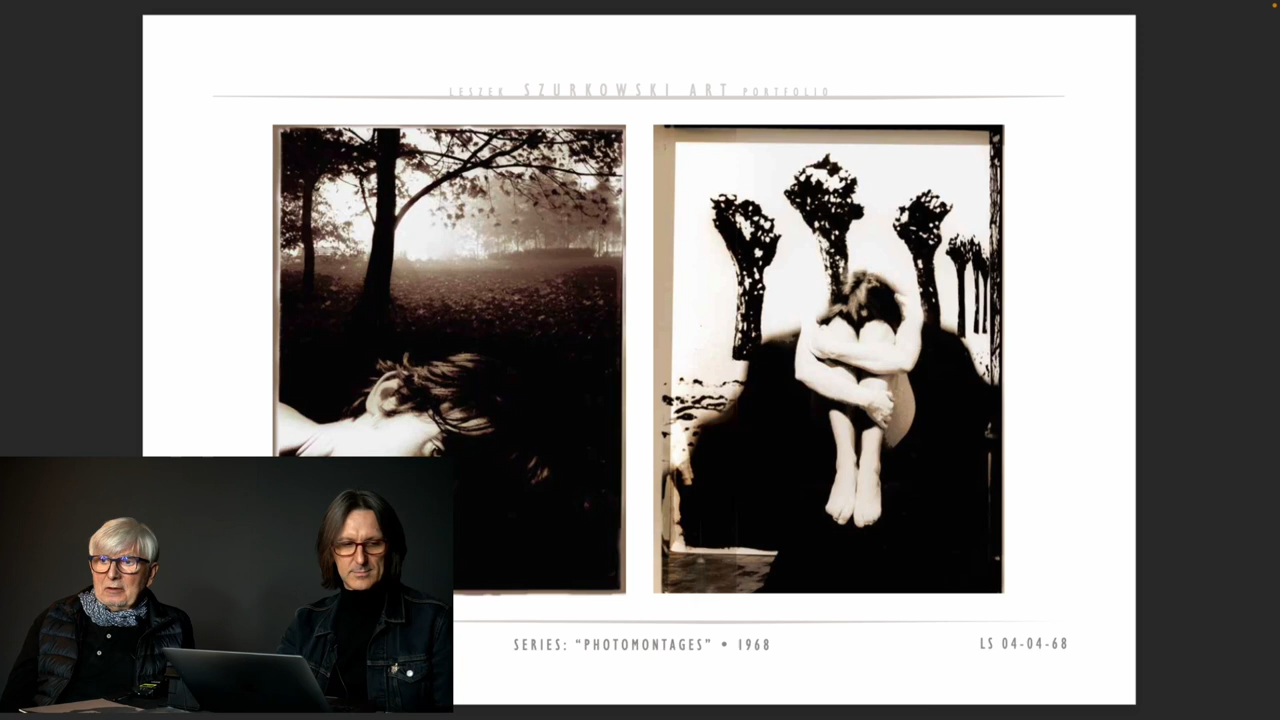 LESZEK SZURKOWSKI ART PORTFOLIO
SERIES: “PHOTOMONTAGES” • 1968
LS 04-04-68